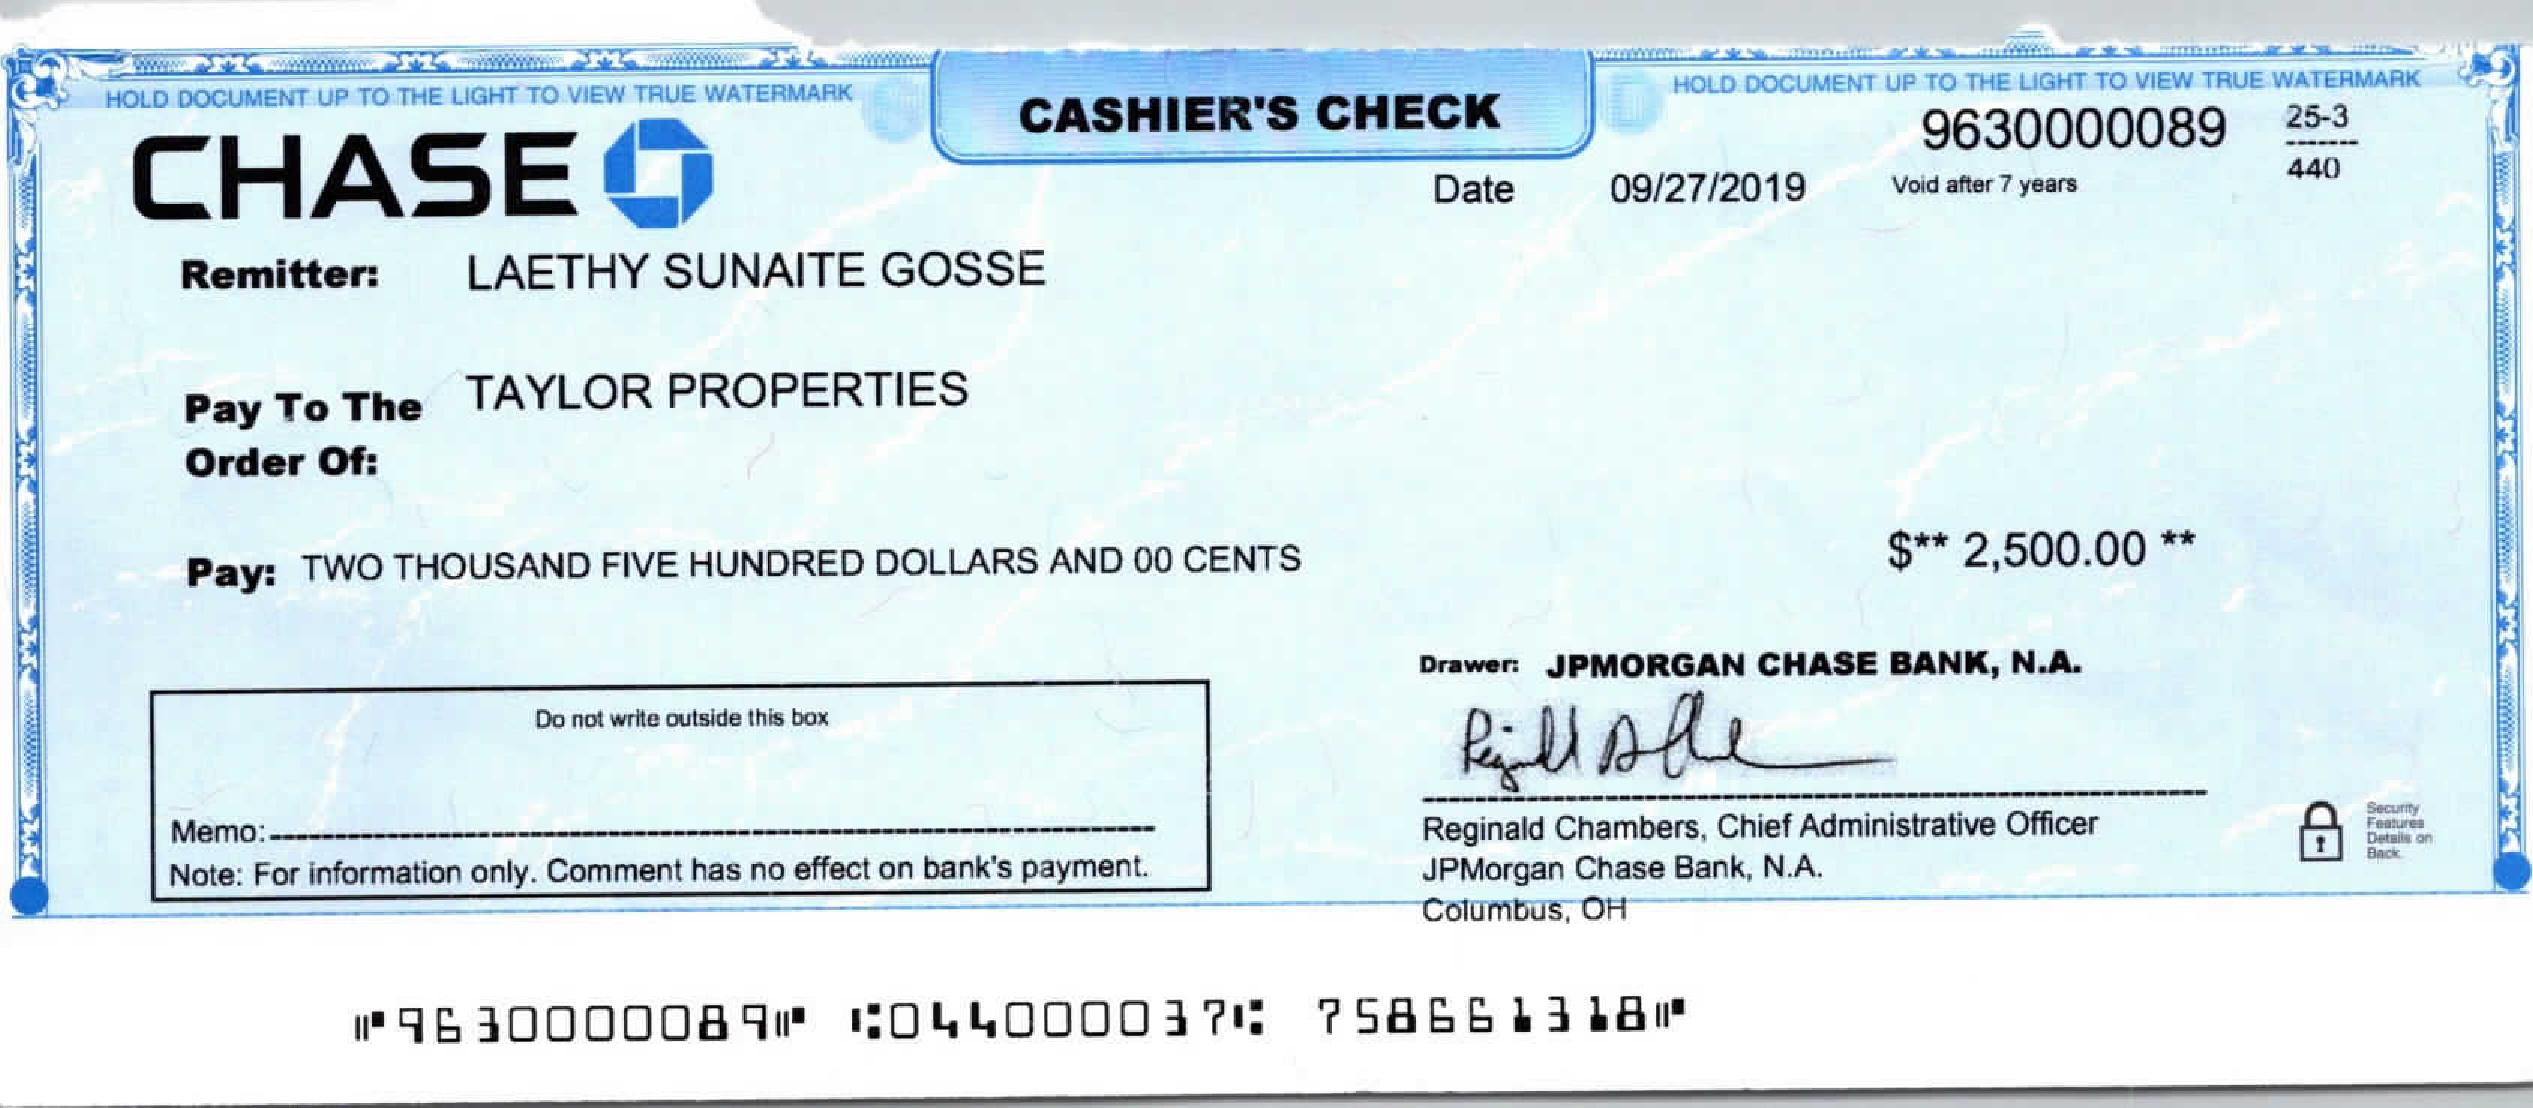 HOLD DOCUMENT UP TO THE LIGHT TO VIEW TRUE WATERMARK
CASHIER'S CHECK
HOLD DOCUMENT UP TO THE LIGHT TO VIEW TRUE WATERMARK
CHASE
9630000089
25-3
440
Date 09/27/2019 Void after 7 years
Remitter: LAETHY SUNAITE GOSSE
Pay To The
Order Of:
TAYLOR PROPERTIES
Pay: TWO THOUSAND FIVE HUNDRED DOLLARS AND 00 CENTS $** 2,500.00 **
Do not write outside this box
Memo:
Note: For information only. Comment has no effect on bank's payment.
Drawer: JPMORGAN CHASE BANK, N.A.
Reginald Chambers, Chief Administrative Officer
JPMorgan Chase Bank, N.A.
Columbus, OH
Security
Features
Details on
Back.
⑈9630000089⑈ ⑆044000037⑆ 758661318⑈